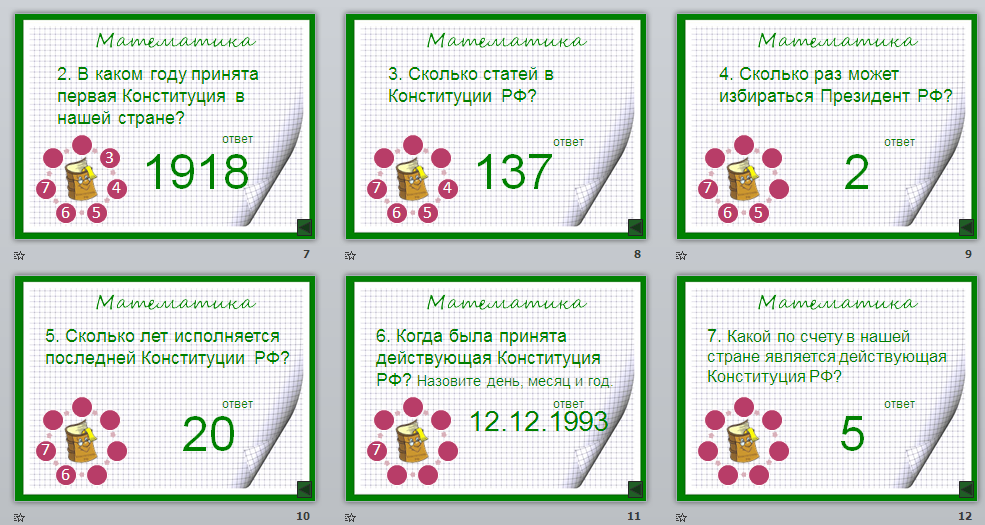 Математика
2. В каком году принята
первая Конституция в
нашей стране?
ответ
1918
3
4
5
6
7
7
Математика
3. Сколько статей в
Конституции РФ?
ответ
137
4
5
6
7
8
Математика
4. Сколько раз может
избираться Президент РФ?
ответ
2
5
6
7
9
Математика
5. Сколько лет исполняется
последней Конституции РФ?
ответ
20
6
7
10
Математика
6. Когда была принята
действующая Конституция
РФ? Назовите день, месяц и год.
ответ
12.12.1993
7
11
Математика
7. Какой по счету в нашей
стране является действующая
Конституция РФ?
ответ
5
12